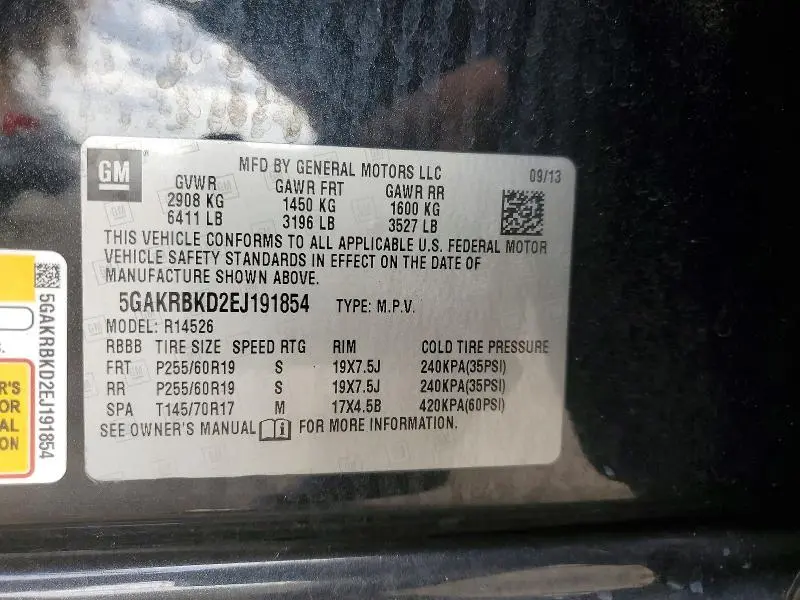 GM
MFD BY GENERAL MOTORS LLC
09/13
GVWR GAWR FRT GAWR RR
2908 KG 1450 KG 1600 KG
6411 LB 3196 LB 3527 LB
THIS VEHICLE CONFORMS TO ALL APPLICABLE U.S. FEDERAL MOTOR
VEHICLE SAFETY STANDARDS IN EFFECT ON THE DATE OF
MANUFACTURE SHOWN ABOVE.
5GAKRBKD2EJ191854 TYPE: M.P.V.
MODEL: R14526
RBBB TIRE SIZE SPEED RTG RIM COLD TIRE PRESSURE
FRT P255/60R19 S 19X7.5J 240KPA(35PSI)
RR P255/60R19 S 19X7.5J 240KPA(35PSI)
SPA T145/70R17 M 17X4.5B 420KPA(60PSI)
SEE OWNER'S MANUAL FOR MORE INFORMATION.
5GAKRBKD2EJ191854
R'S
OR
AL
ON